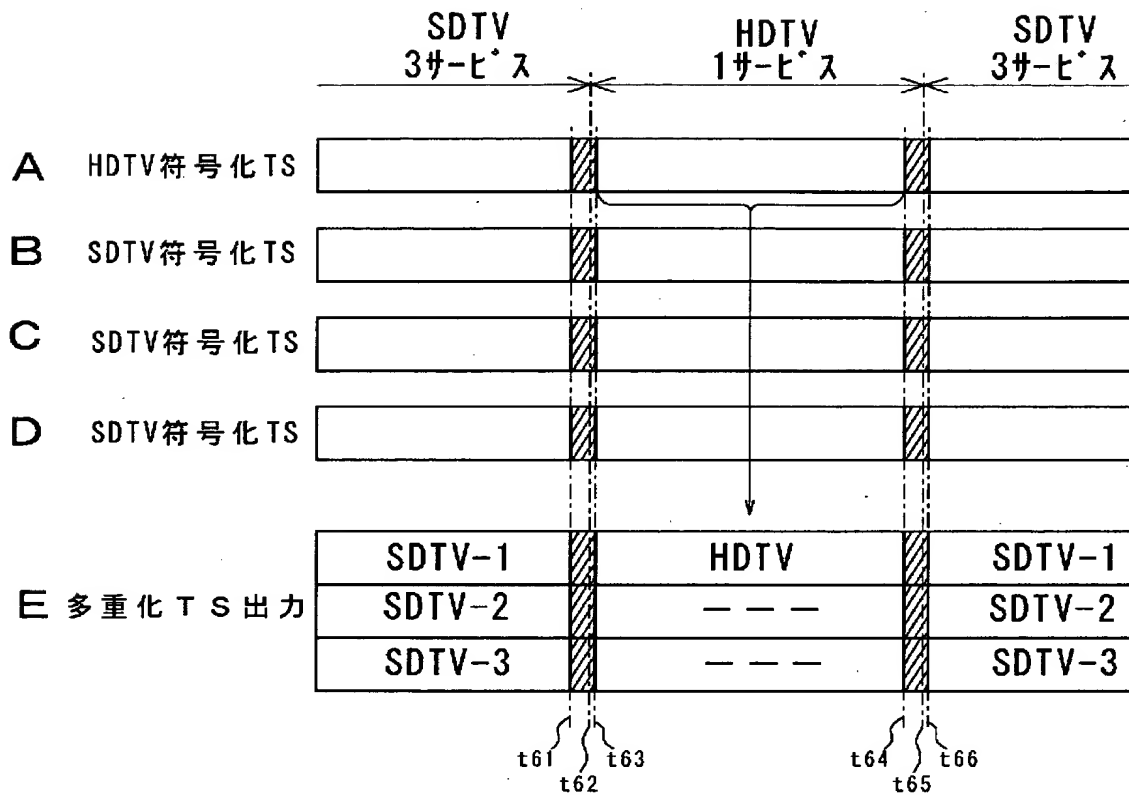 SDTV
3サービス
HDTV
1サービス
SDTV
3サービス
A HDTV符号化TS
B SDTV符号化TS
C SDTV符号化TS
D SDTV符号化TS
SDTV-1 HDTV SDTV-1
E 多重化TS出力 SDTV-2 --- SDTV-2
SDTV-3 --- SDTV-3
t61 t63 t64 t66
t62 t65